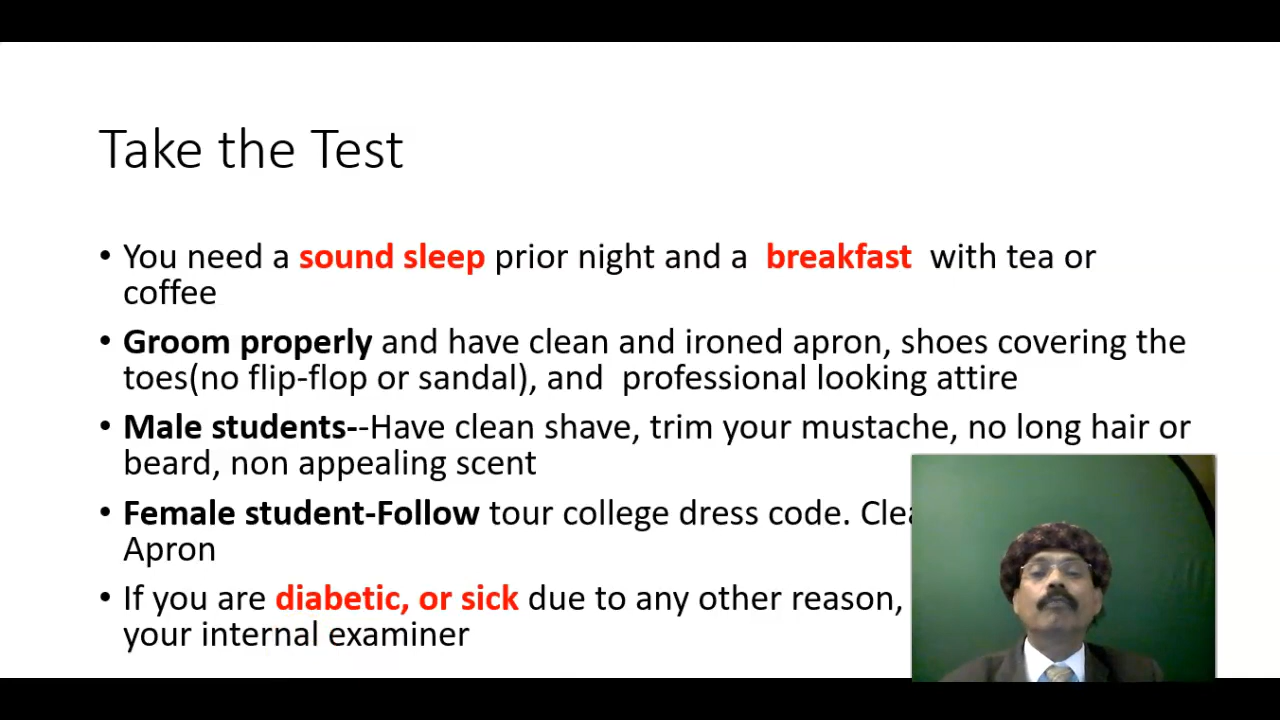 Take the Test
• You need a sound sleep prior night and a breakfast with tea or
coffee
• Groom properly and have clean and ironed apron, shoes covering the
toes(no flip-flop or sandal), and professional looking attire
• Male students--Have clean shave, trim your mustache, no long hair or
beard, non appealing scent
• Female student-Follow tour college dress code.
Apron
• If you are diabetic, or sick due to any other reason,
your internal examiner